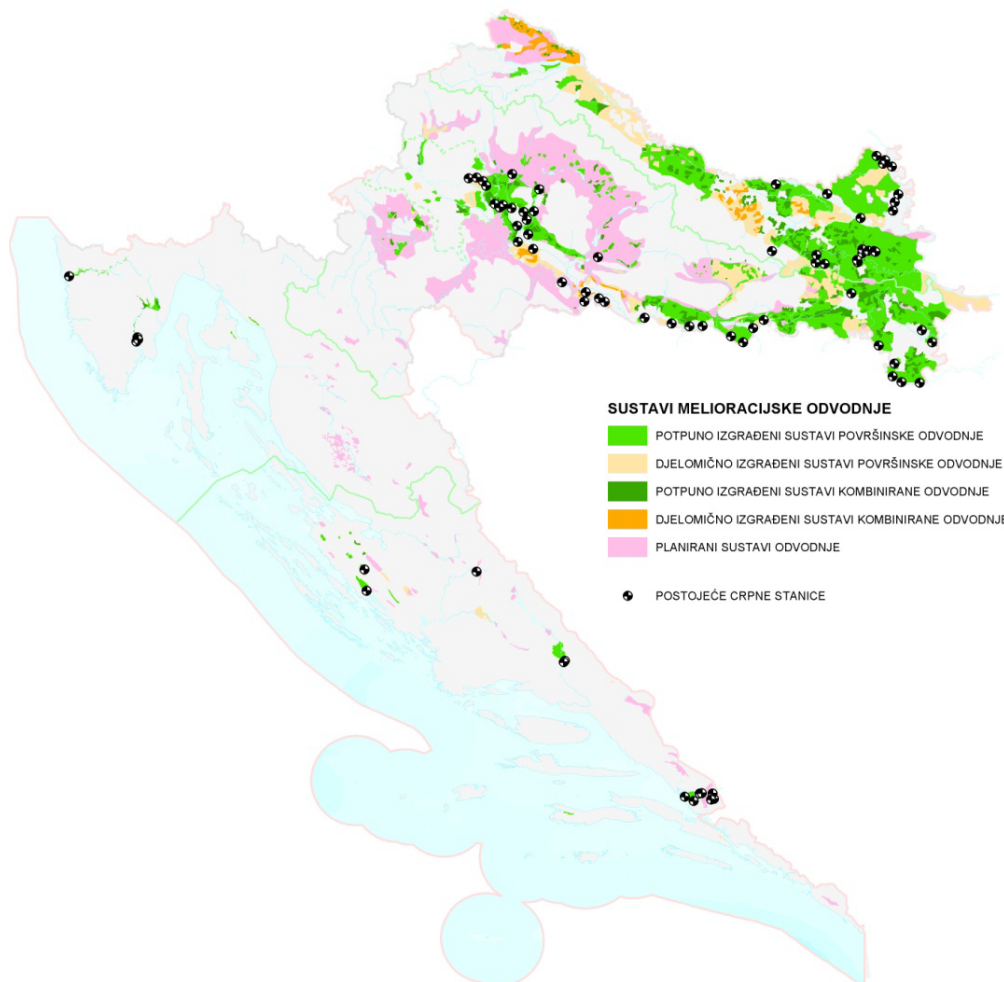 SUSTAVI MELIORACIJSKE ODVODNJE
POTPUNO IZGRAĐENI SUSTAVI POVRŠINSKE ODVODNJE
DJELOMIČNO IZGRAĐENI SUSTAVI POVRŠINSKE ODVODNJE
POTPUNO IZGRAĐENI SUSTAVI KOMBINIRANE ODVODNJE
DJELOMIČNO IZGRAĐENI SUSTAVI KOMBINIRANE ODVODNJE
PLANIRANI SUSTAVI ODVODNJE
POSTOJEĆE CRPNE STANICE